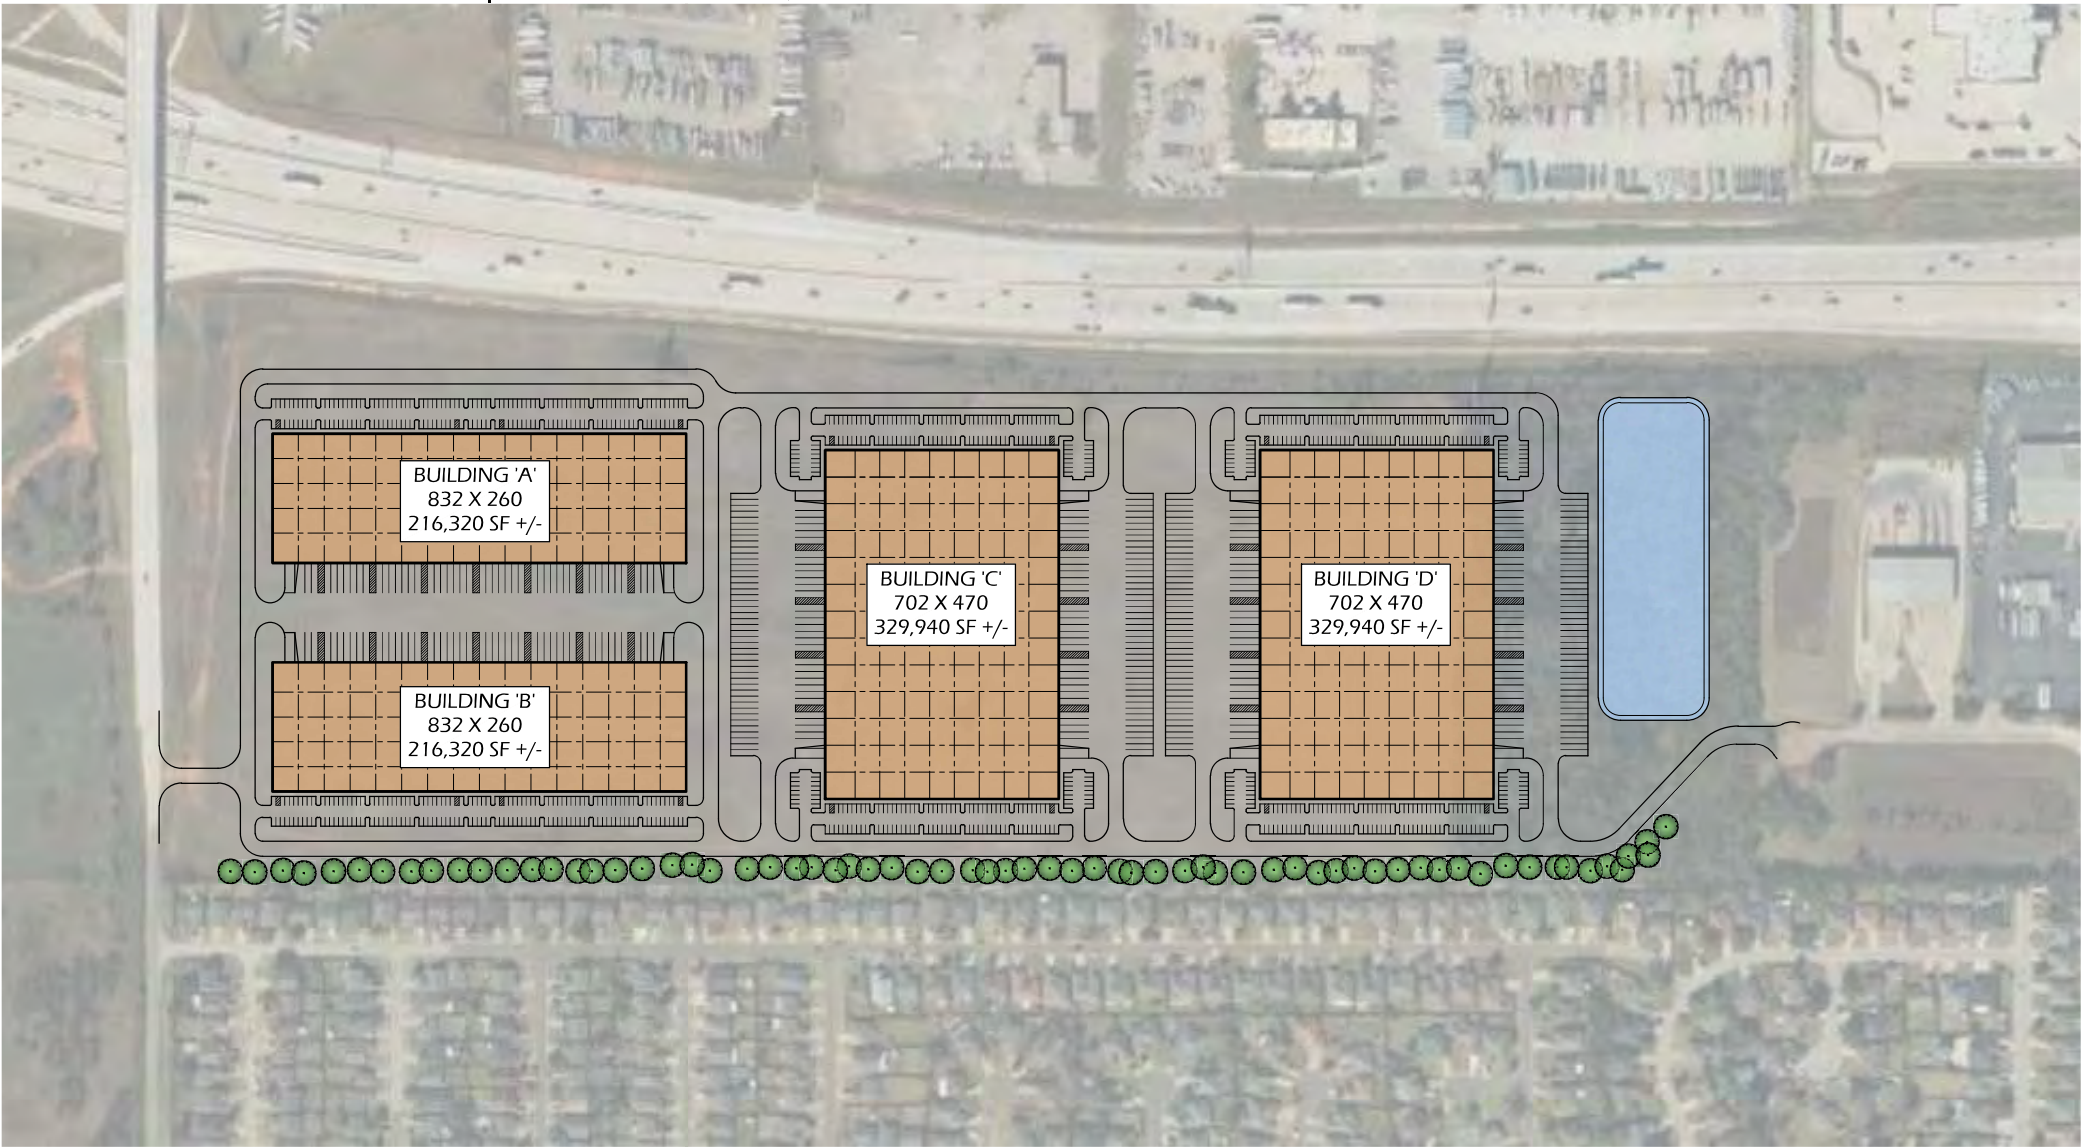 BUILDING 'A'
832 X 260
216,320 SF +/-
BUILDING 'B'
832 X 260
216,320 SF +/-
BUILDING 'C'
702 X 470
329,940 SF +/-
BUILDING 'D'
702 X 470
329,940 SF +/-